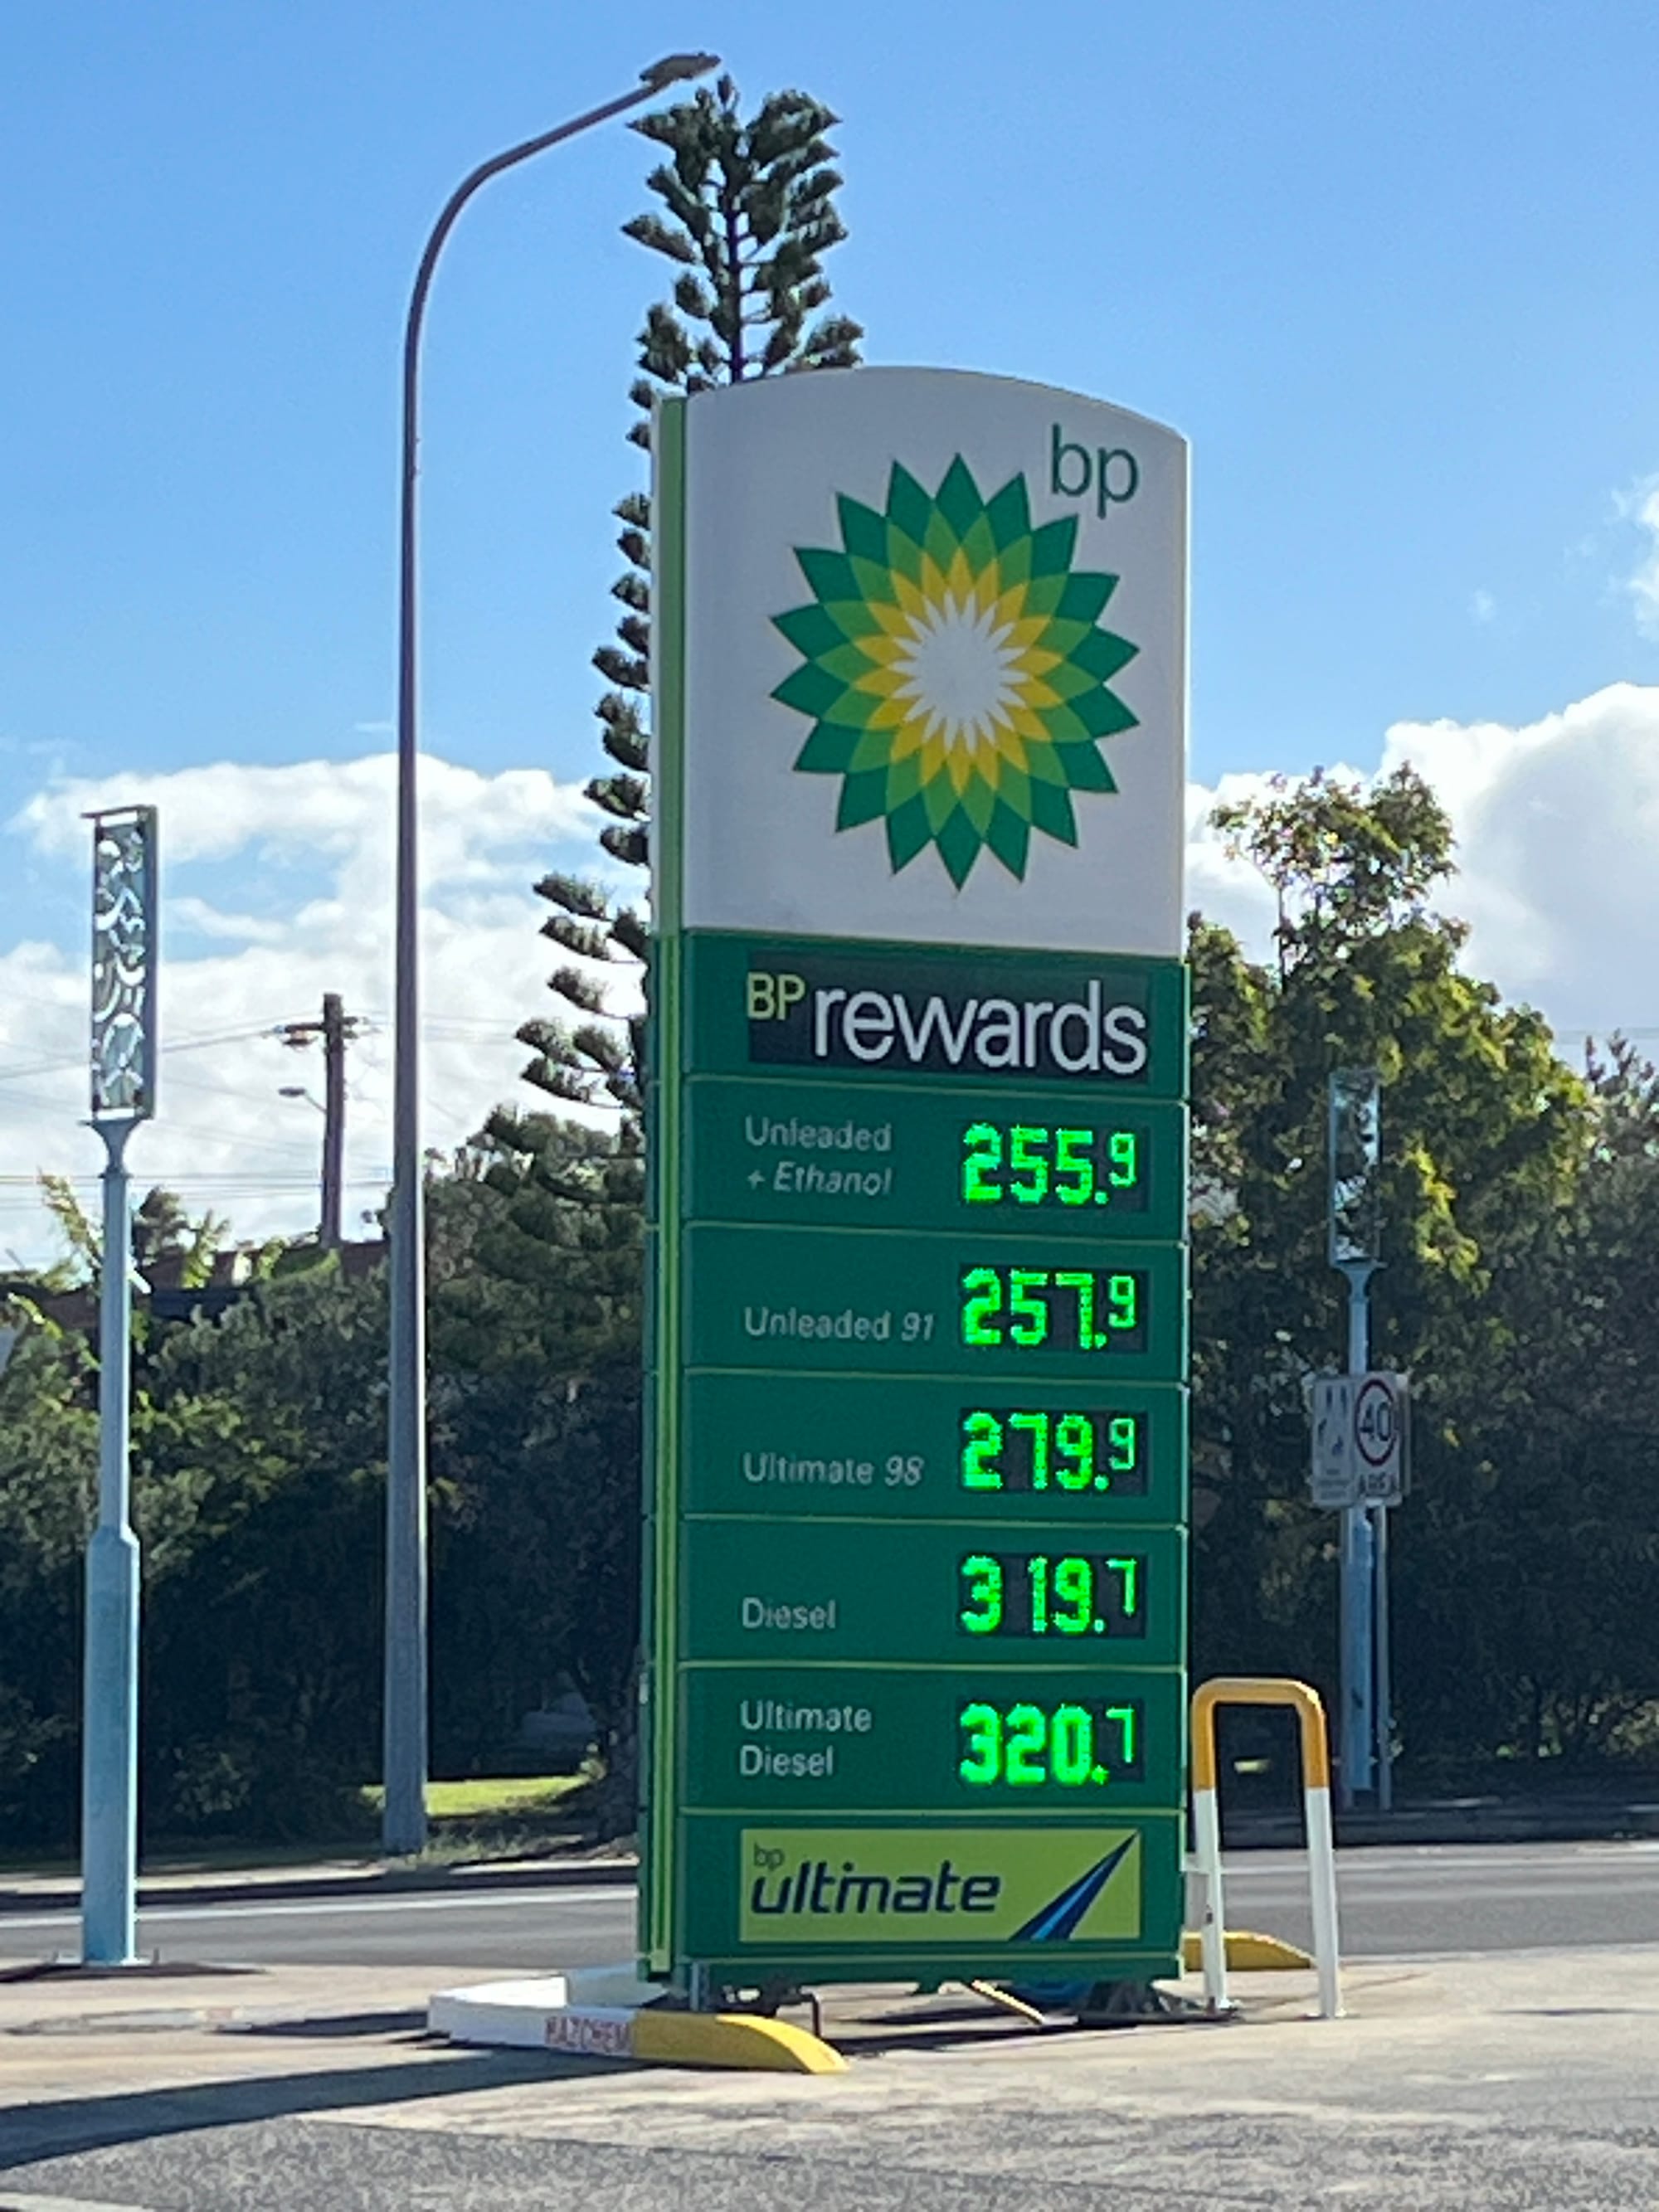 bp
BP rewards
Unleaded
+ Ethanol
255.9
Unleaded 91
257.9
Ultimate 98
279.9
Diesel
319.7
Ultimate
Diesel
320.7
bp
ultimate
40
AREA
HAZCHEM